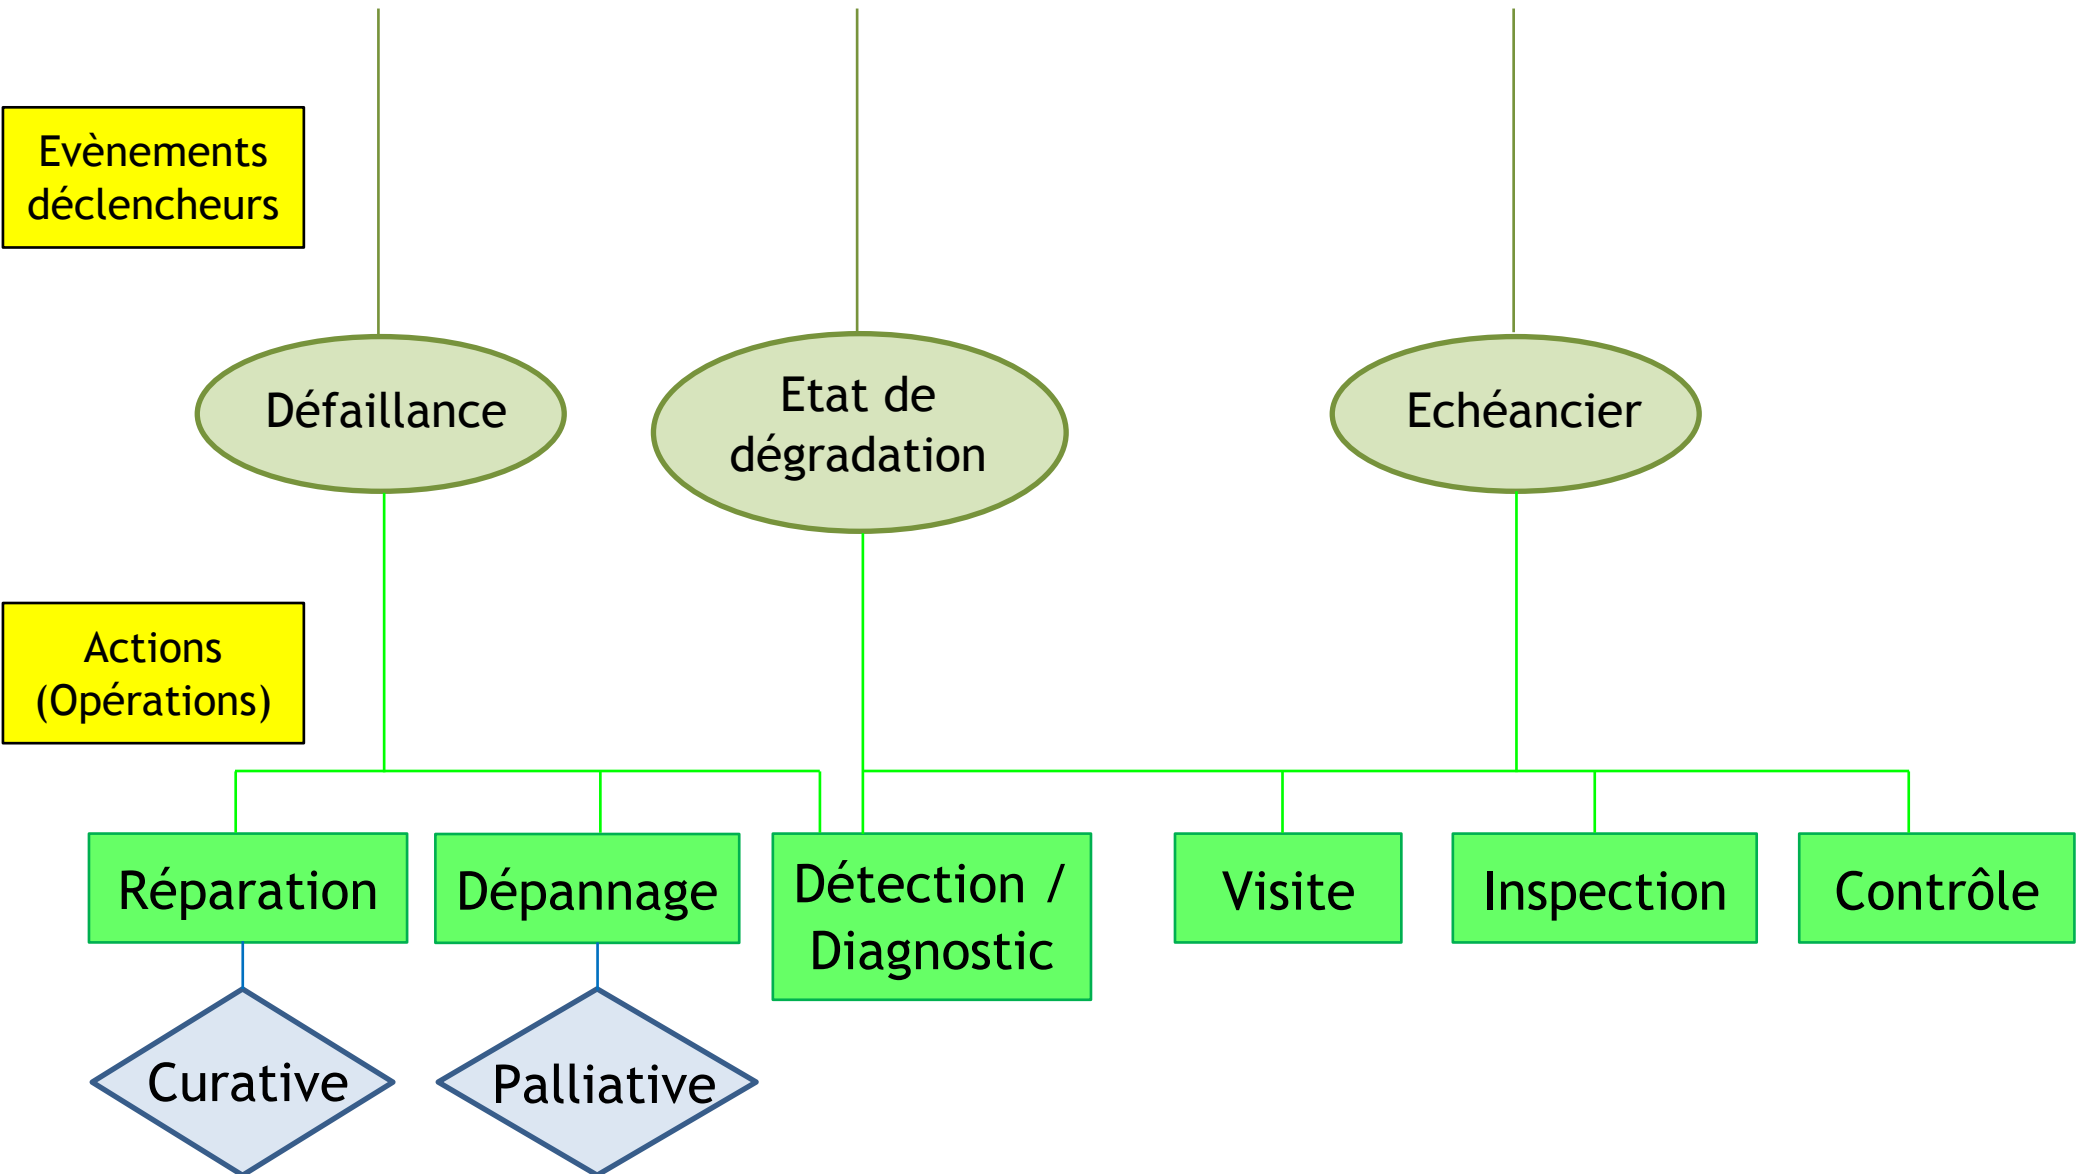 Evènements
déclencheurs
Défaillance
Etat de
dégradation
Echéancier
Actions
(Opérations)
Réparation
Dépannage
Détection /
Diagnostic
Visite
Inspection
Contrôle
Curative
Palliative